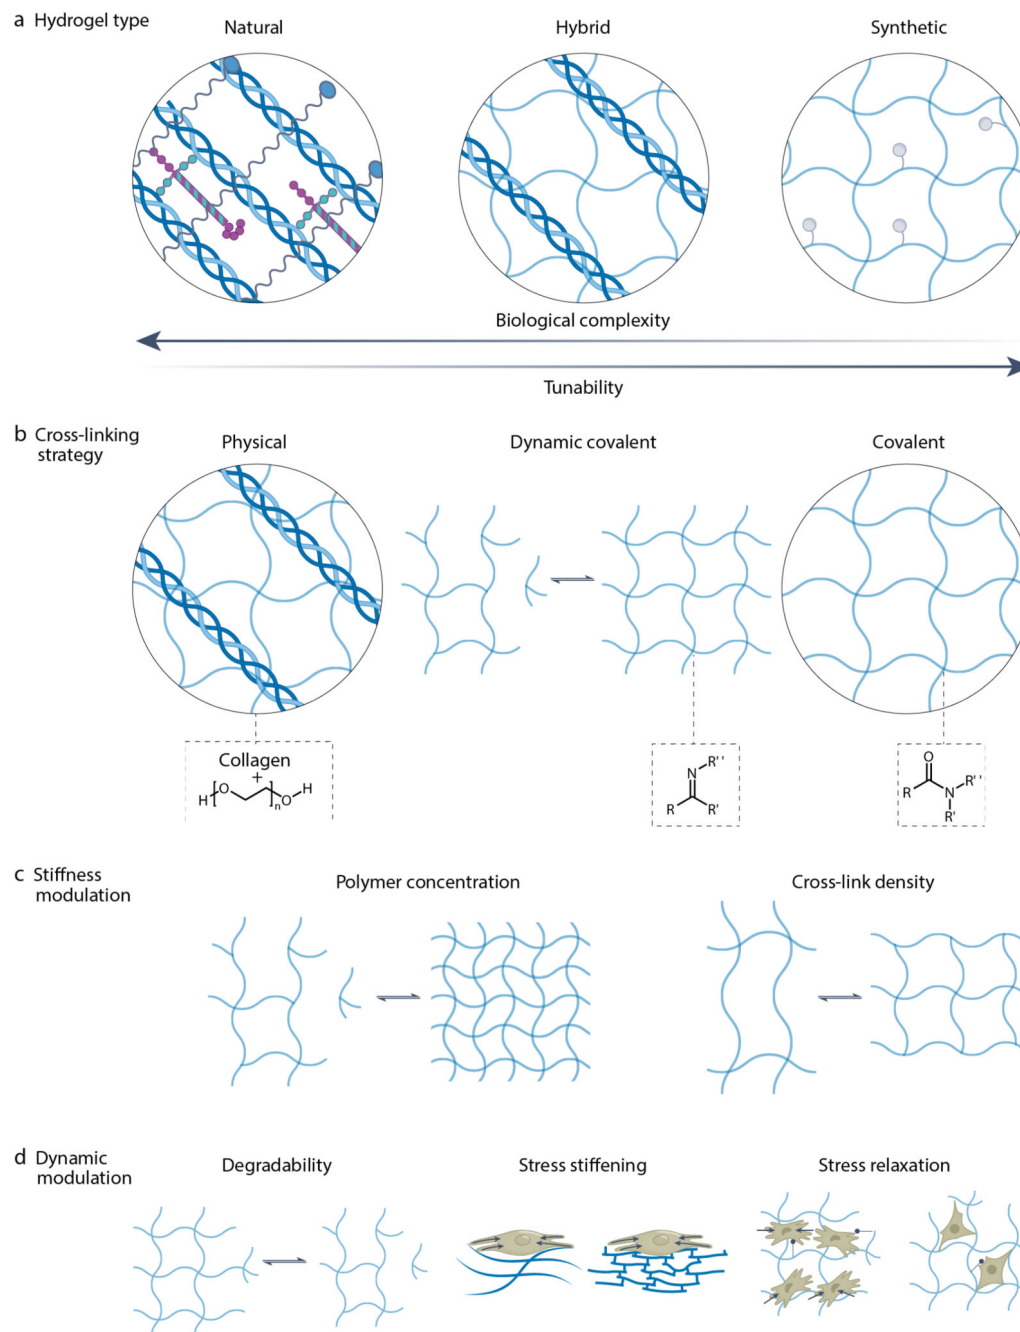 a Hydrogel type
Natural
Hybrid
Synthetic
Biological complexity
Tunability
b Cross-linking
strategy
Physical
Dynamic covalent
Covalent
Collagen
+
H [ O ] n O H
N R''
R R'
O
R N R''
R'
c Stiffness
modulation
Polymer concentration
Cross-link density
d Dynamic
modulation
Degradability
Stress stiffening
Stress relaxation